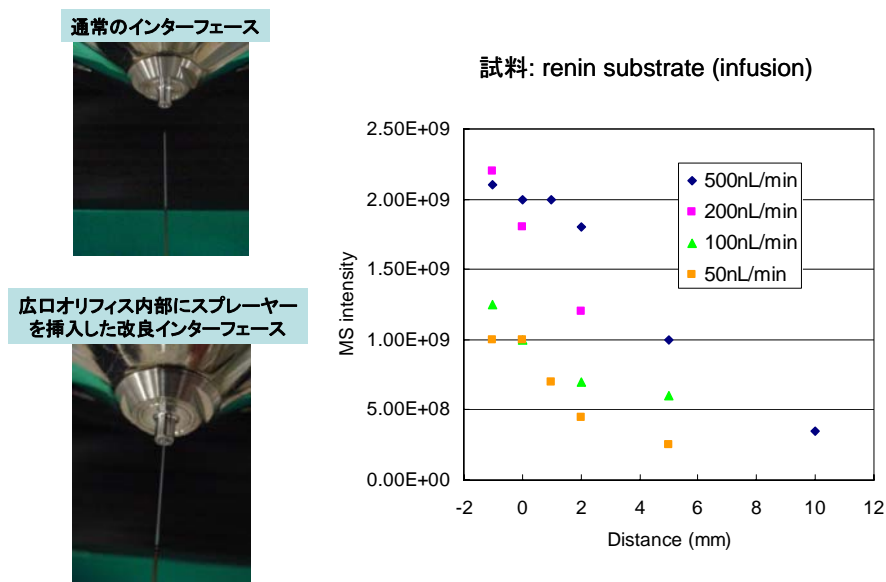 通常のインターフェース
広口オリフィス内部にスプレーヤー
を挿入した改良インターフェース
試料: renin substrate (infusion)
2.50E+09
2.00E+09
1.50E+09
1.00E+09
5.00E+08
0.00E+00
MS intensity
500nL/min
200nL/min
100nL/min
50nL/min
-2 0 2 4 6 8 10 12
Distance (mm)